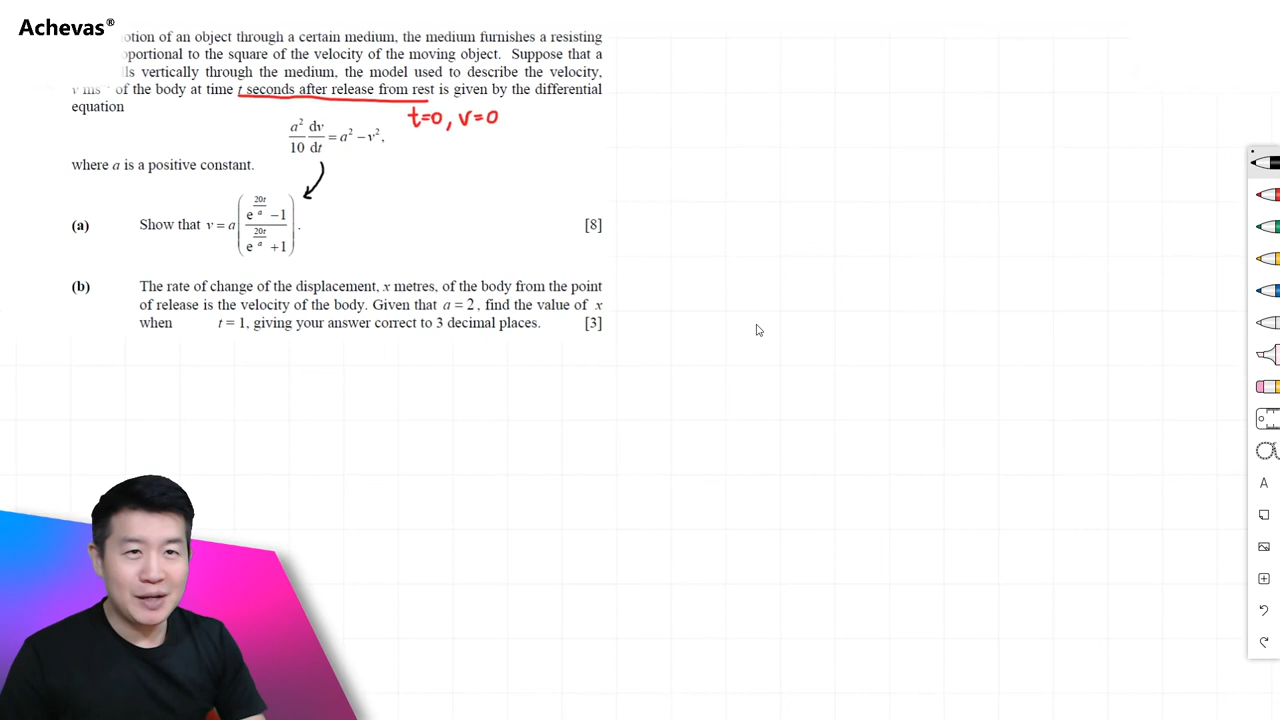 Achevas®
otion of an object through a certain medium, the medium furnishes a resisting
portional to the square of the velocity of the moving object. Suppose that a
ls vertically through the medium, the model used to describe the velocity,
v ms⁻¹ of the body at time t seconds after release from rest is given by the differential
equation
t=0, v=0
a²/10 dv/dt = a² – v²,
where a is a positive constant.
(a) Show that v = a((e^(20t/a) – 1)/(e^(20t/a) + 1)). [8]
(b) The rate of change of the displacement, x metres, of the body from the point
of release is the velocity of the body. Given that a = 2, find the value of x
when t = 1, giving your answer correct to 3 decimal places. [3]
A